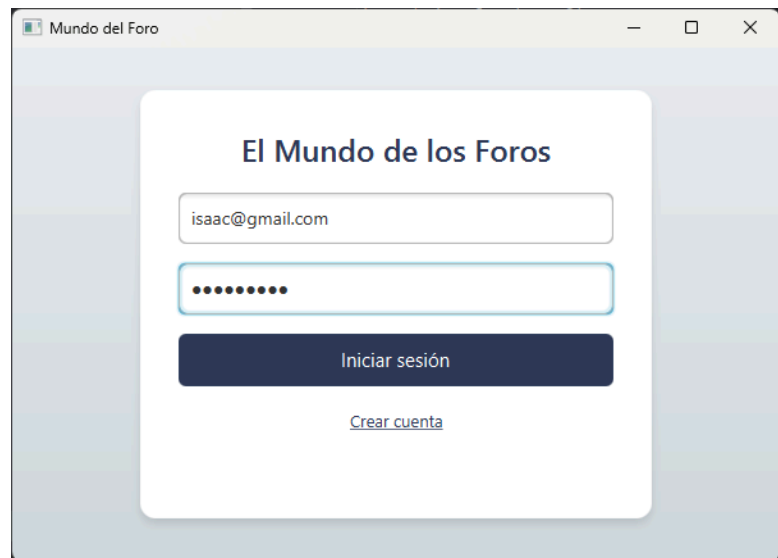 Mundo del Foro
El Mundo de los Foros
isaac@gmail.com
●●●●●●●●●
Iniciar sesión
Crear cuenta